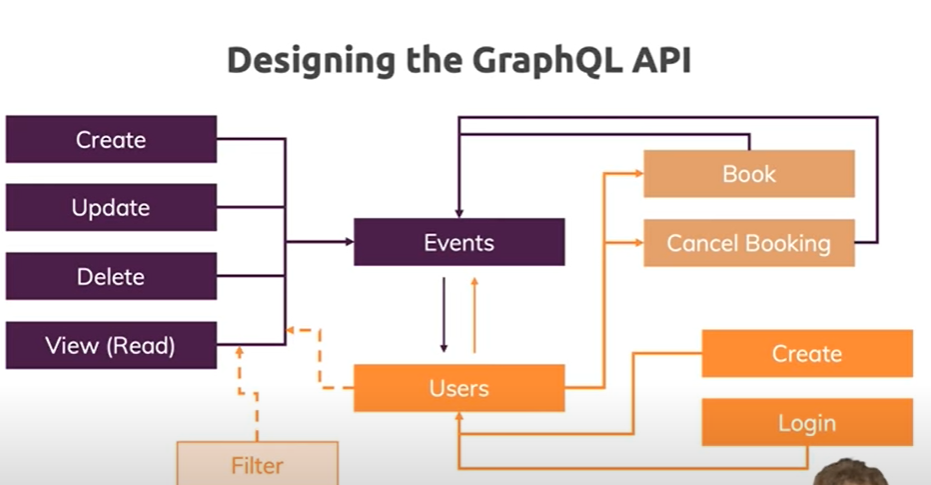 Designing the GraphQL API
Create
Update
Delete
View (Read)
Filter
Events
Users
Book
Cancel Booking
Create
Login